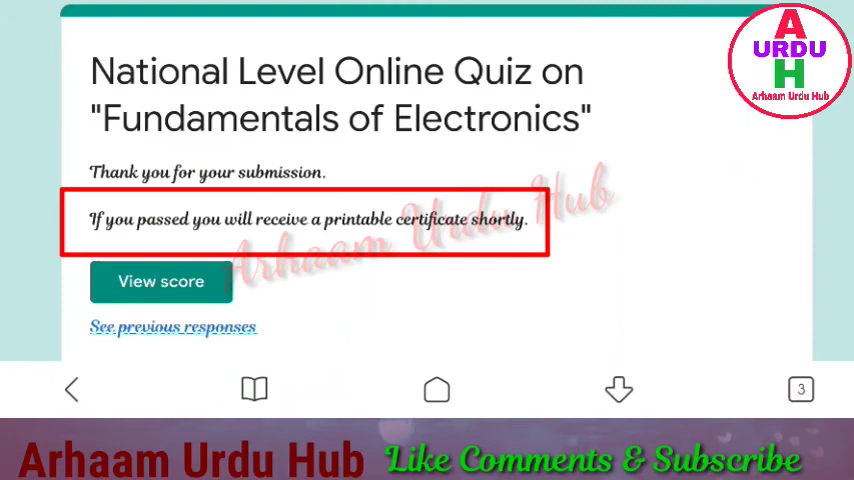 A
URDU
H
Arhaam Urdu Hub
National Level Online Quiz on
"Fundamentals of Electronics"
Thank you for your submission.
If you passed you will receive a printable certificate shortly.
Arhaam Urdu Hub
View score
See previous responses
3
Arhaam Urdu Hub
Like Comments & Subscribe